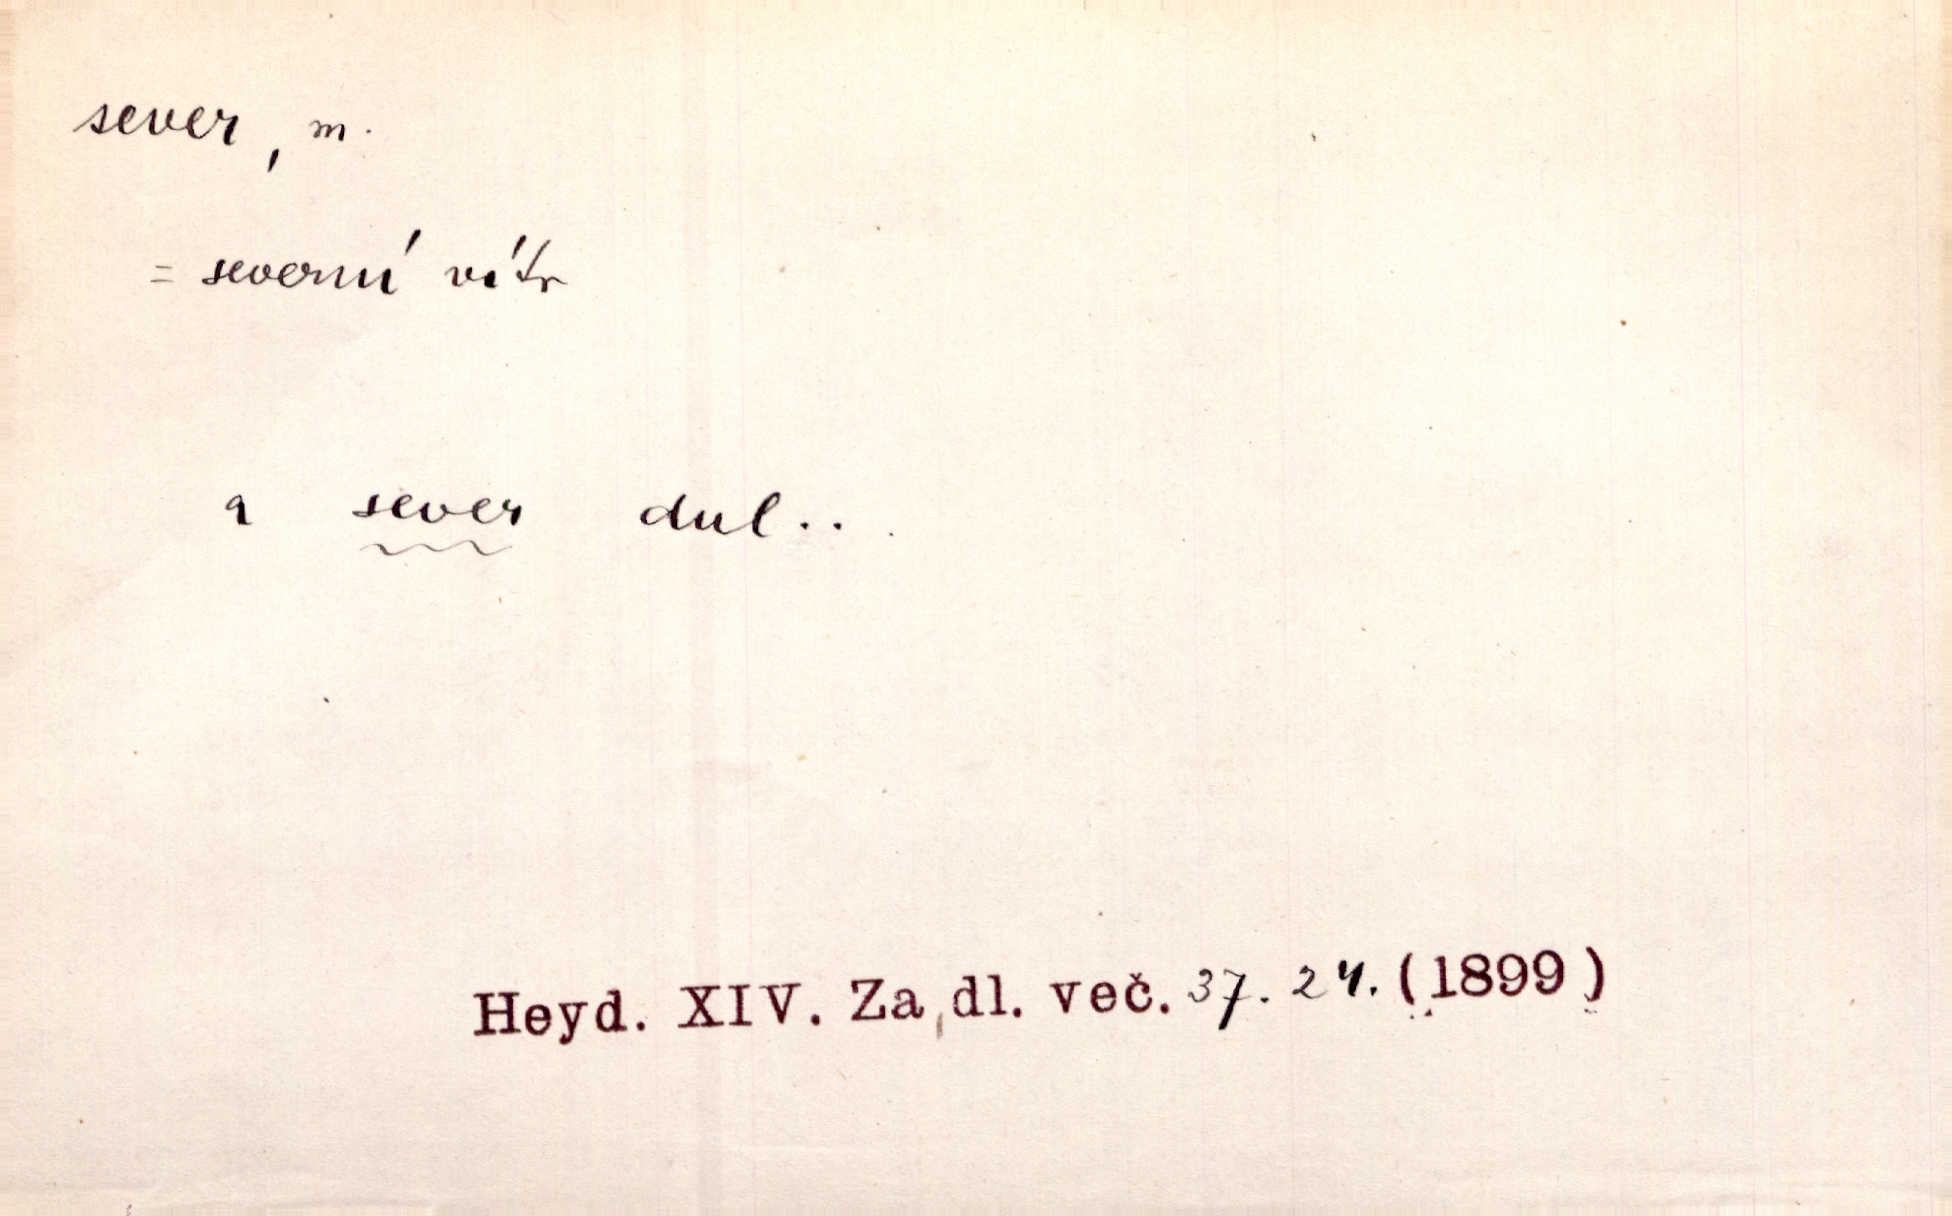 sever, m.
= severní vítr
a sever dul..
Heyd. XIV. Za dl. več. 37. 24. (1899)